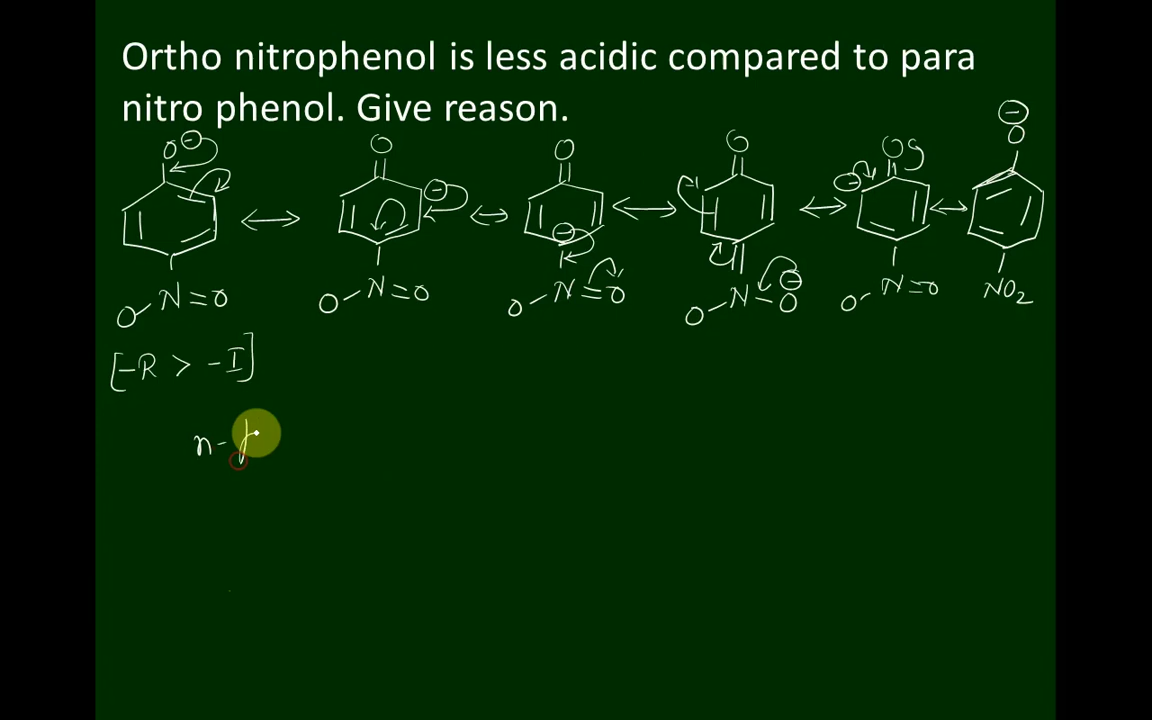 Ortho nitrophenol is less acidic compared to para
nitro phenol. Give reason.
O⊖ ↔ O ↔ O ↔ O ↔ O ↔ O⊖
⊖ ⊖ ⊖
O-N=O O-N=O O-N=O O-N=O⊖ O-N=O NO2
[-R > -I]
n-